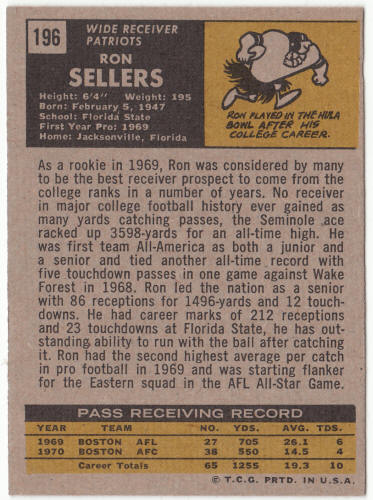 196
WIDE RECEIVER
PATRIOTS
RON
SELLERS
Height: 6'4" Weight: 195
Born: February 5, 1947
School: Florida State
First Year Pro: 1969
Home: Jacksonville, Florida
RON PLAYED IN THE HULA
BOWL AFTER HIS
COLLEGE CAREER.
As a rookie in 1969, Ron was considered by many
to be the best receiver prospect to come from the
college ranks in a number of years. No receiver
in major college football history ever gained as
many yards catching passes, the Seminole ace
racked up 3598-yards for an all-time high. He
was first team All-America as both a junior and
a senior and tied another all-time record with
five touchdown passes in one game against Wake
Forest in 1968. Ron led the nation as a senior
with 86 receptions for 1496-yards and 12 touch-
downs. He had career marks of 212 receptions
and 23 touchdowns at Florida State, he has out-
standing ability to run with the ball after catching
it. Ron had the second highest average per catch
in pro football in 1969 and was starting flanker
for the Eastern squad in the AFL All-Star Game.
PASS RECEIVING RECORD
YEAR TEAM NO. YDS. AVG. TDS.
1969 BOSTON AFL 27 705 26.1 6
1970 BOSTON AFC 38 550 14.5 4
Career Totals 65 1255 19.3 10
© T.C.G. PRTD. IN U.S.A.